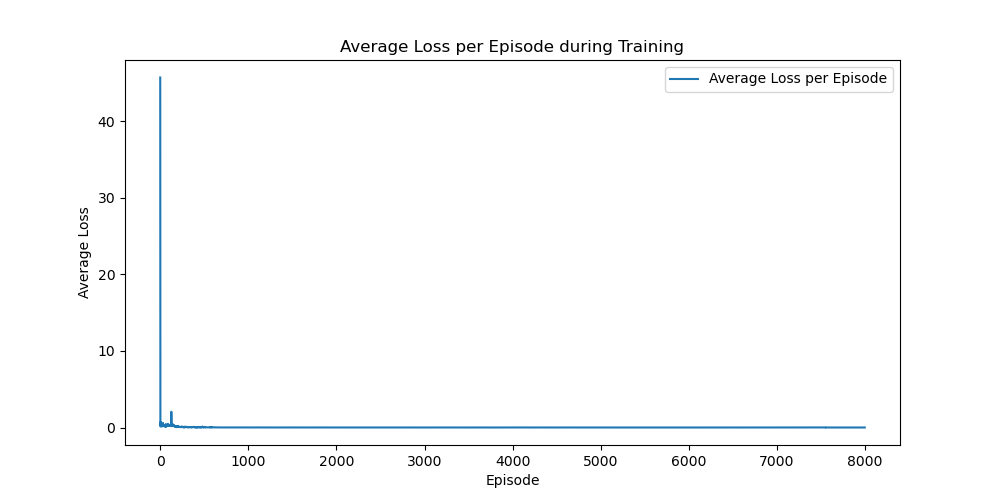 Average Loss per Episode during Training
Average Loss per Episode
40
30
20
10
0
Average Loss
0 1000 2000 3000 4000 5000 6000 7000 8000
Episode